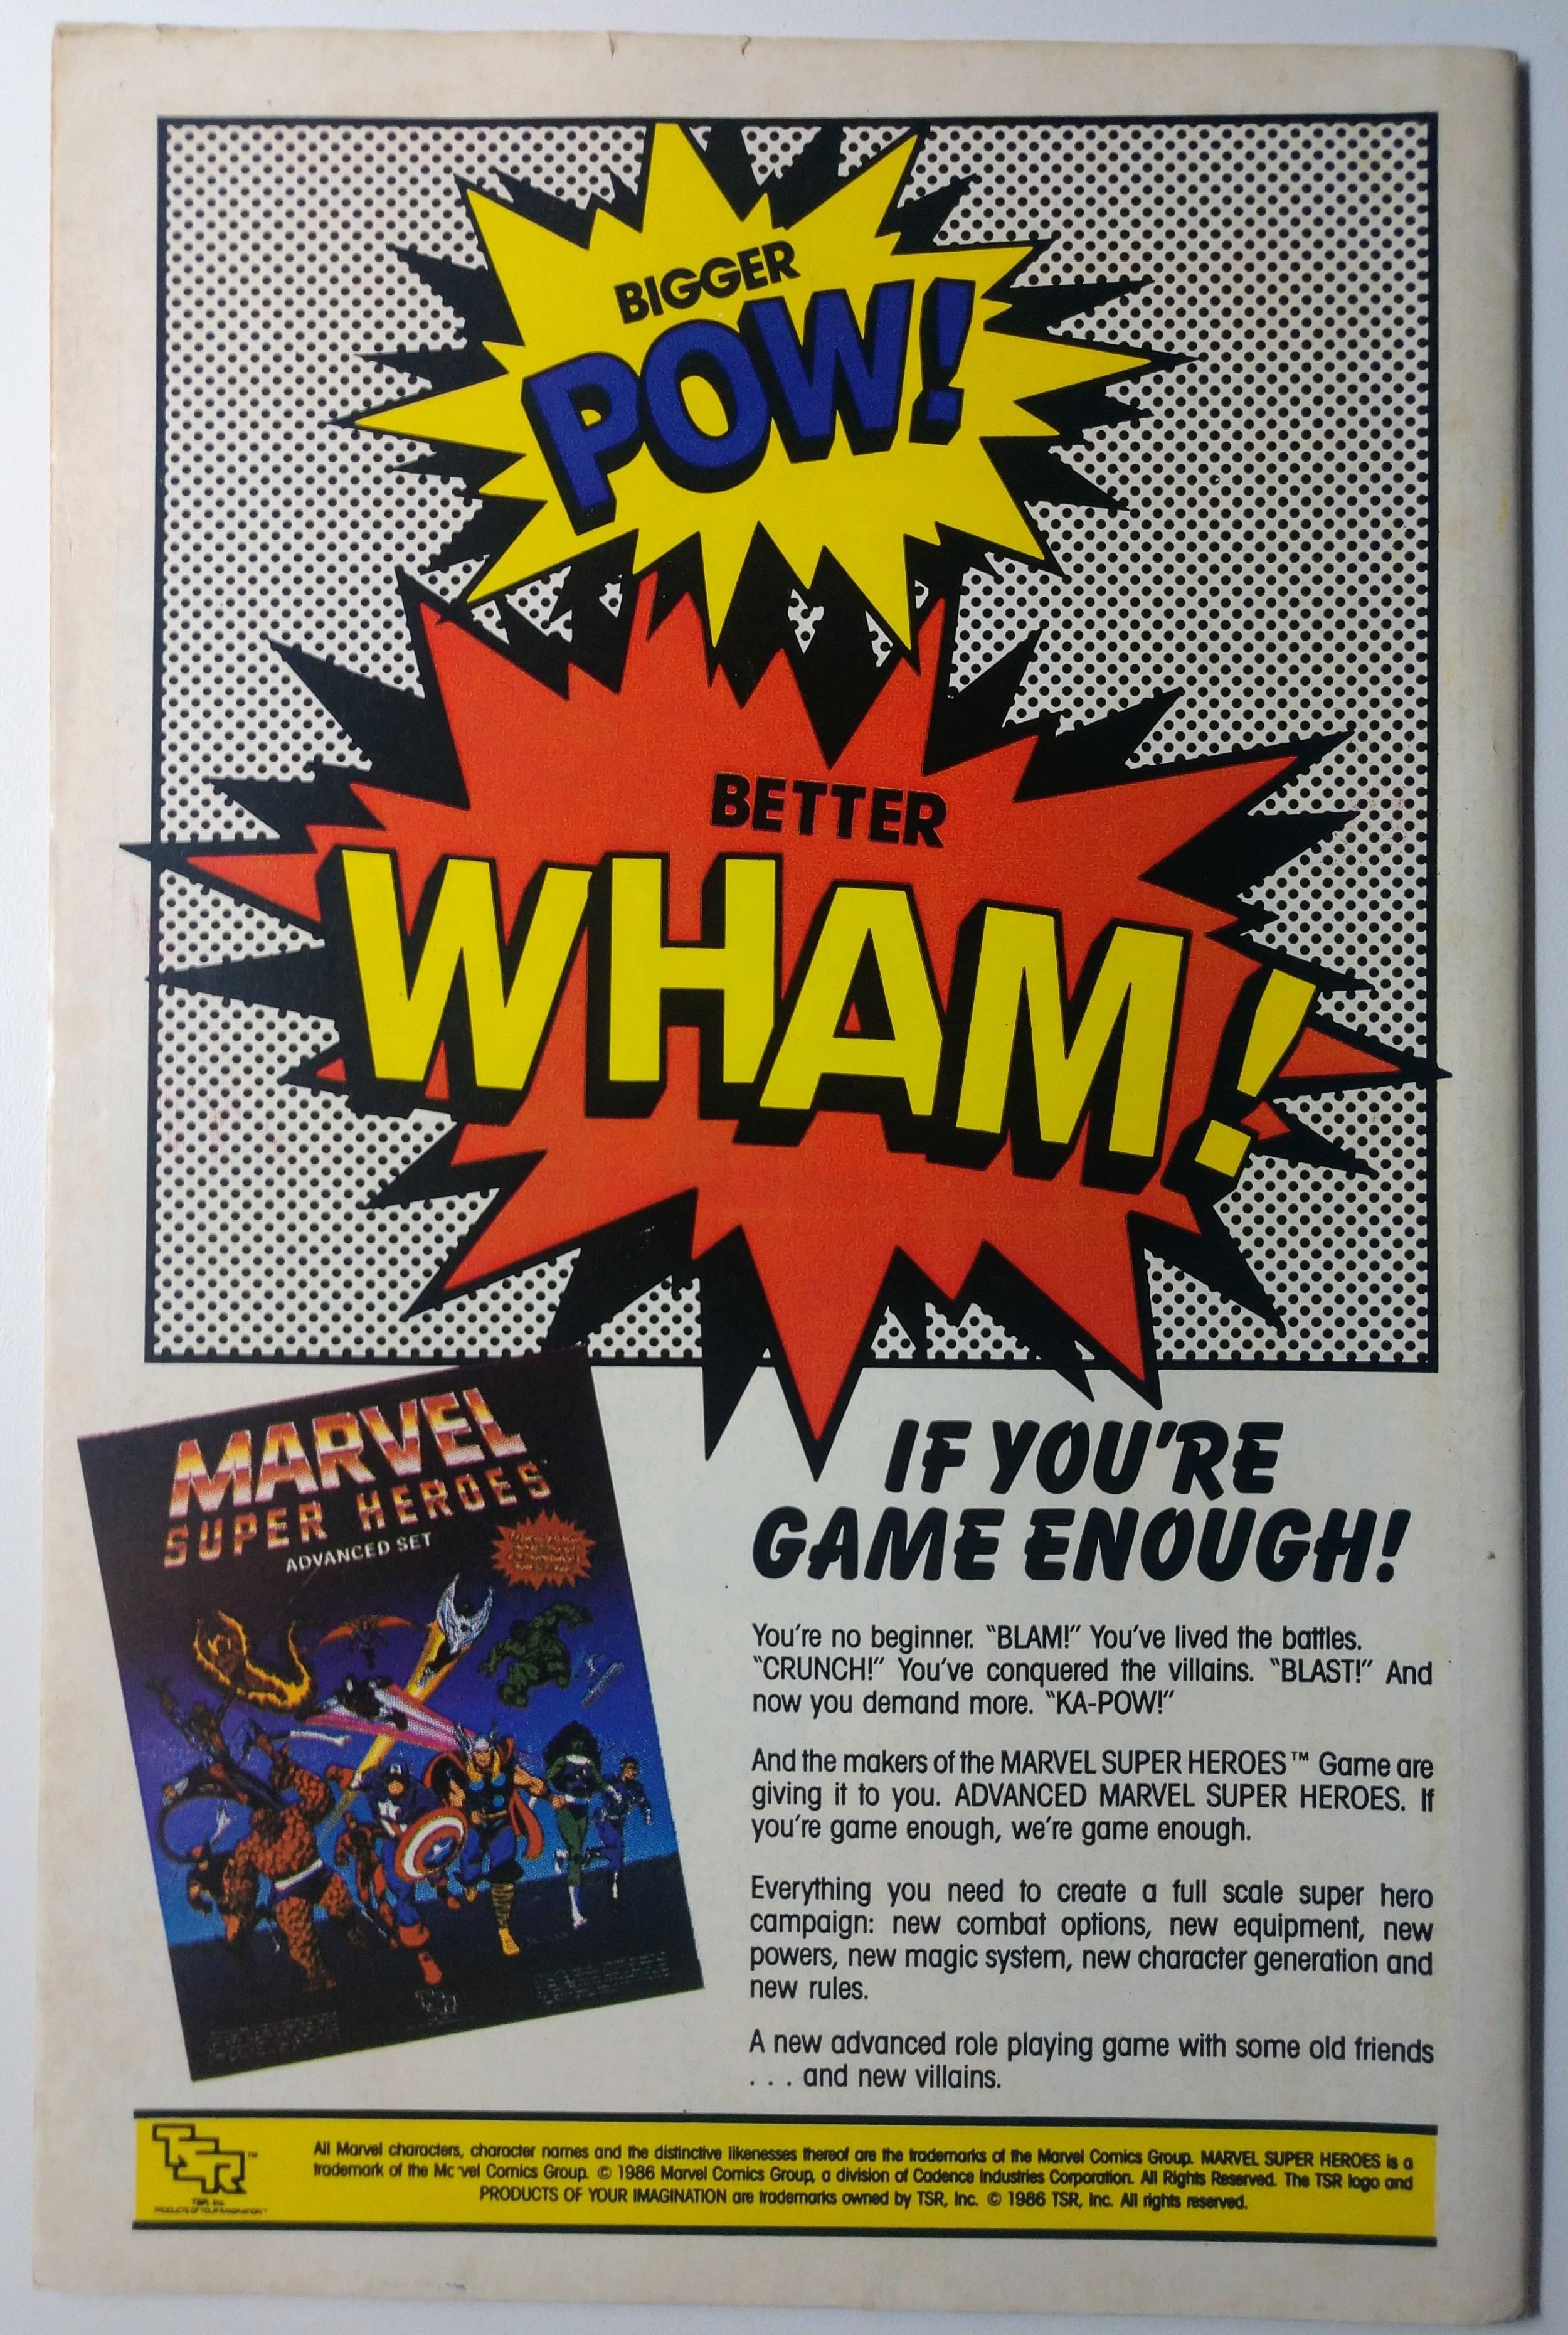 BIGGER
POW!
BETTER
WHAM!
MARVEL
SUPER HEROES
ADVANCED SET
IF YOU'RE
GAME ENOUGH!
You're no beginner. "BLAM!" You've lived the battles.
"CRUNCH!" You've conquered the villains. "BLAST!" And
now you demand more. "KA-POW!"
And the makers of the MARVEL SUPER HEROES™ Game are
giving it to you. ADVANCED MARVEL SUPER HEROES. If
you're game enough, we're game enough.
Everything you need to create a full scale super hero
campaign: new combat options, new equipment, new
powers, new magic system, new character generation and
new rules.
A new advanced role playing game with some old friends
. . . and new villains.
TSR™
TSR, Inc.
PRODUCTS OF YOUR IMAGINATION™
All Marvel characters, character names and the distinctive likenesses thereof are the trademarks of the Marvel Comics Group. MARVEL SUPER HEROES is a
trademark of the Marvel Comics Group. © 1986 Marvel Comics Group, a division of Cadence Industries Corporation. All Rights Reserved. The TSR logo and
PRODUCTS OF YOUR IMAGINATION are trademarks owned by TSR, Inc. © 1986 TSR, Inc. All rights reserved.